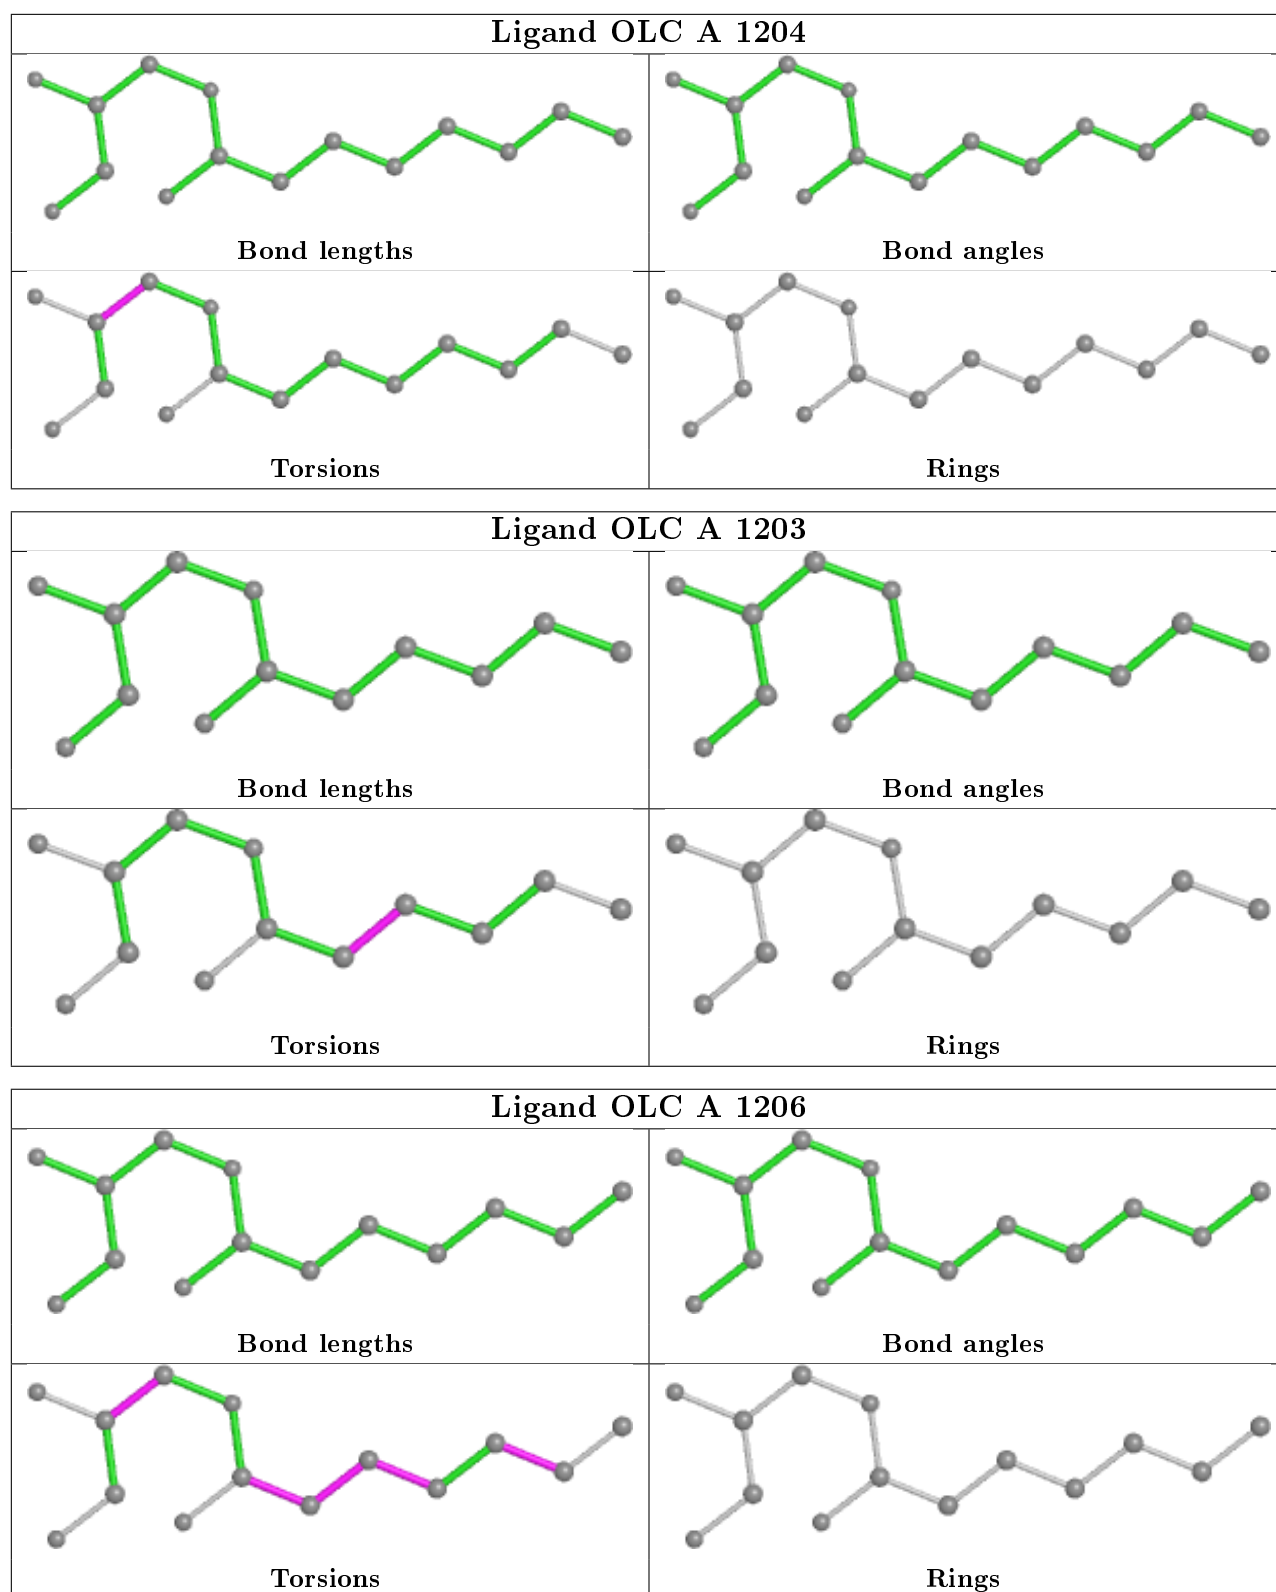 Ligand OLC A 1204
Bond lengths
Bond angles
Torsions
Rings
Ligand OLC A 1203
Bond lengths
Bond angles
Torsions
Rings
Ligand OLC A 1206
Bond lengths
Bond angles
Torsions
Rings